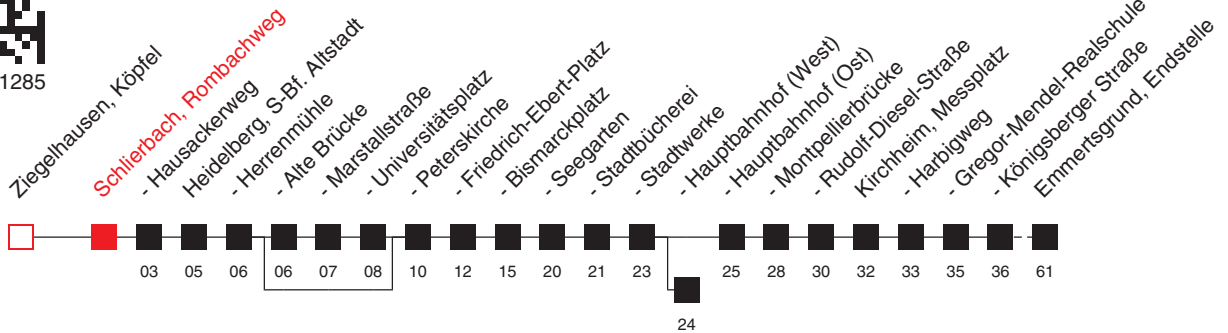 1285
Ziegelhausen, Köpfel
Schlierbach, Rombachweg
- Hausackerweg
Heidelberg, S-Bf. Altstadt
- Herrenmühle
- Alte Brücke
- Marstallstraße
- Universitätsplatz
- Peterskirche
- Friedrich-Ebert-Platz
- Bismarckplatz
- Seegarten
- Stadtbücherei
- Stadtwerke
- Hauptbahnhof (West)
- Hauptbahnhof (Ost)
- Montpellierbrücke
- Rudolf-Diesel-Straße
Kirchheim, Messplatz
- Harbigweg
- Gregor-Mendel-Realschule
- Königsberger Straße
Emmertsgrund, Endstelle
03 05 06 06 07 08 10 12 15 20 21 23 25 28 30 32 33 35 36 61
24